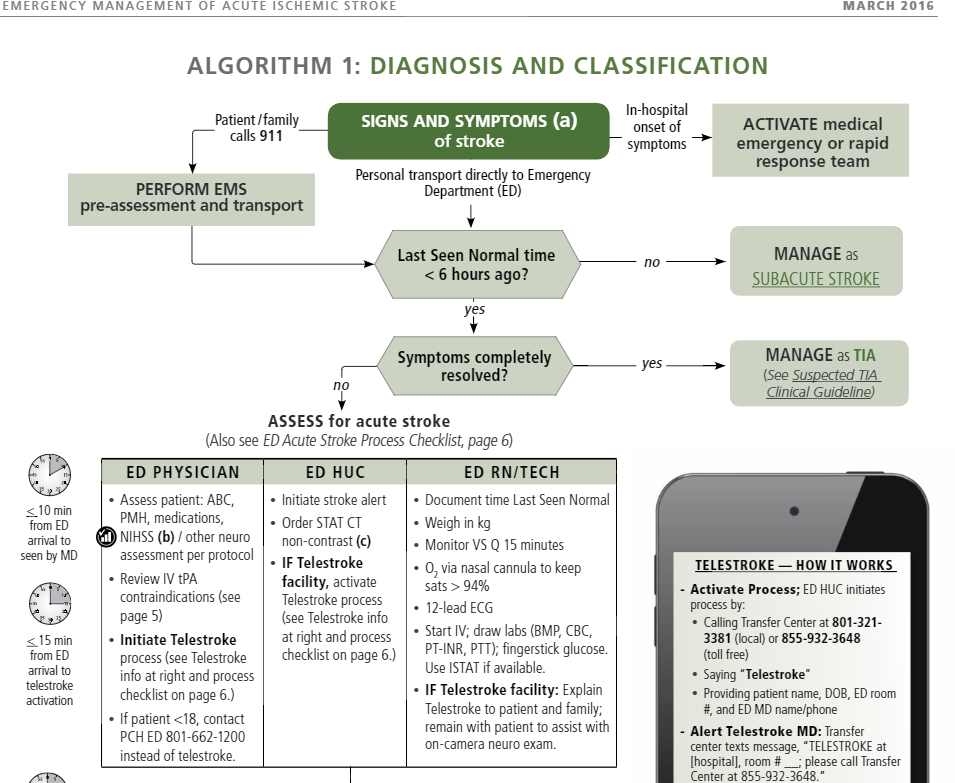 EMERGENCY MANAGEMENT OF ACUTE ISCHEMIC STROKE
MARCH 2016
ALGORITHM 1: DIAGNOSIS AND CLASSIFICATION
Patient/family
calls 911
SIGNS AND SYMPTOMS (a)
of stroke
In-hospital
onset of
symptoms
ACTIVATE medical
emergency or rapid
response team
Personal transport directly to Emergency
Department (ED)
PERFORM EMS
pre-assessment and transport
Last Seen Normal time
< 6 hours ago?
no
MANAGE as
SUBACUTE STROKE
yes
Symptoms completely
resolved?
yes
MANAGE as TIA
(See Suspected TIA
Clinical Guideline)
no
ASSESS for acute stroke
(Also see ED Acute Stroke Process Checklist, page 6)
≤ 10 min
from ED
arrival to
seen by MD
≤ 15 min
from ED
arrival to
telestroke
activation
ED PHYSICIAN
• Assess patient: ABC,
PMH, medications,
NIHSS (b) / other neuro
assessment per protocol
• Review IV tPA
contraindications (see
page 5)
• Initiate Telestroke
process (see Telestroke
info at right and process
checklist on page 6.)
• If patient <18, contact
PCH ED 801-662-1200
instead of telestroke.
ED HUC
• Initiate stroke alert
• Order STAT CT
non-contrast (c)
• IF Telestroke
facility, activate
Telestroke process
(see Telestroke info
at right and process
checklist on page 6.)
ED RN/TECH
• Document time Last Seen Normal
• Weigh in kg
• Monitor VS Q 15 minutes
• O₂ via nasal cannula to keep
sats > 94%
• 12-lead ECG
• Start IV; draw labs (BMP, CBC,
PT-INR, PTT); fingerstick glucose.
Use ISTAT if available.
• IF Telestroke facility: Explain
Telestroke to patient and family;
remain with patient to assist with
on-camera neuro exam.
TELESTROKE — HOW IT WORKS
- Activate Process; ED HUC initiates
process by:
• Calling Transfer Center at 801-321-
3381 (local) or 855-932-3648
(toll free)
• Saying "Telestroke"
• Providing patient name, DOB, ED room
#, and ED MD name/phone
- Alert Telestroke MD: Transfer
center texts message, "TELESTROKE at
[hospital], room # __; please call Transfer
Center at 855-932-3648."